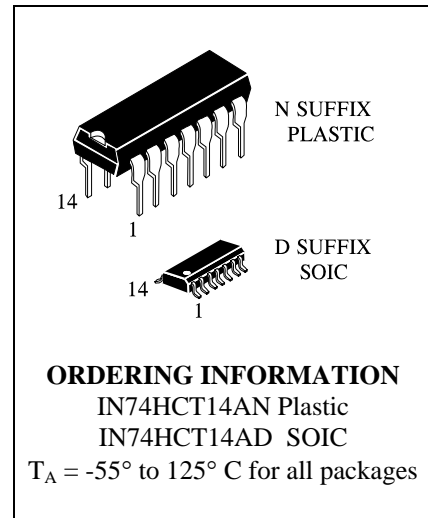 N SUFFIX
PLASTIC
14
1
D SUFFIX
SOIC
14
1
ORDERING INFORMATION
IN74HCT14AN Plastic
IN74HCT14AD SOIC
TA = -55° to 125° C for all packages